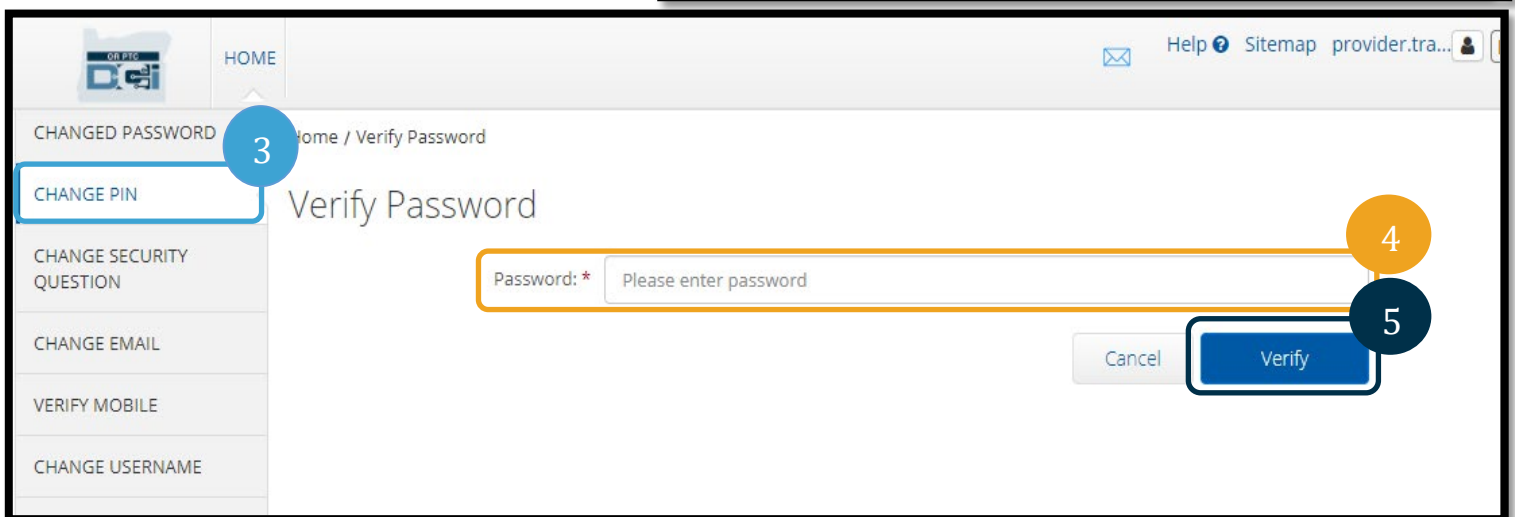 OR PTC
DCi
HOME
Help ? Sitemap provider.tra...
CHANGED PASSWORD
3
Home / Verify Password
CHANGE PIN
Verify Password
4
CHANGE SECURITY
QUESTION
Password: * Please enter password
5
CHANGE EMAIL
Cancel Verify
VERIFY MOBILE
CHANGE USERNAME